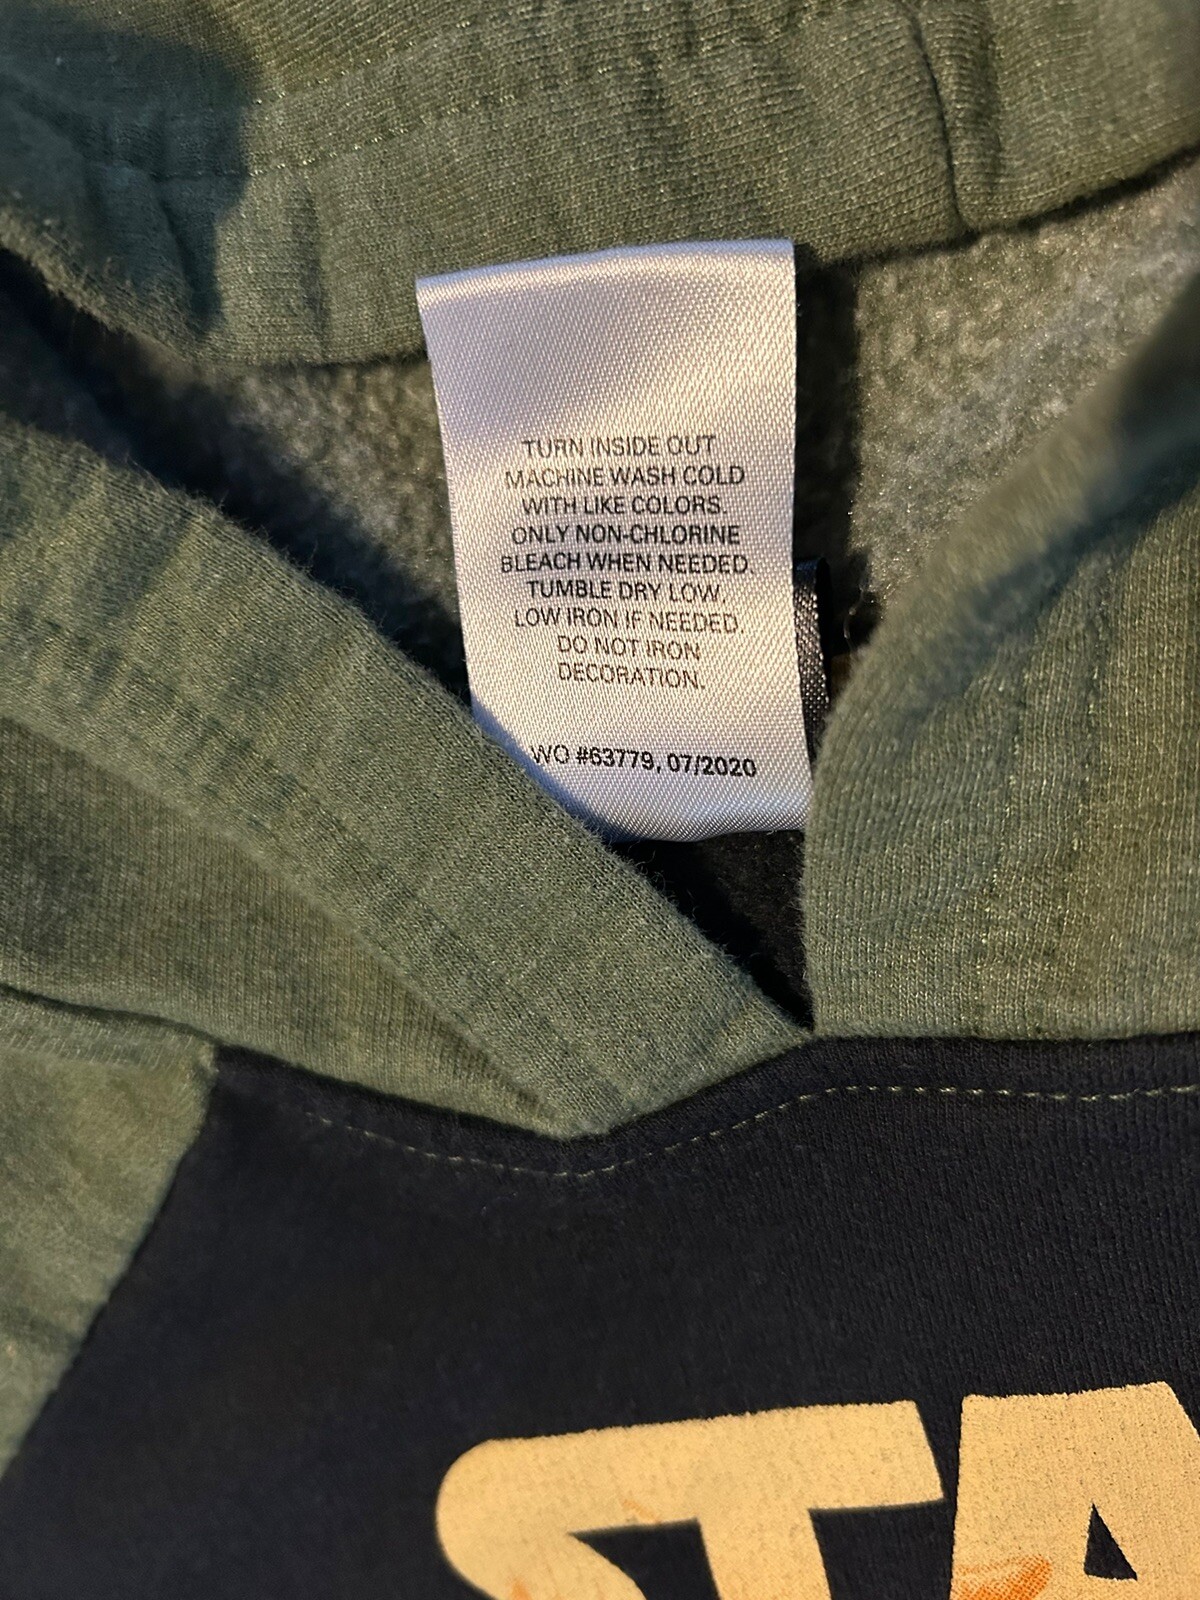 TURN INSIDE OUT
MACHINE WASH COLD
WITH LIKE COLORS.
ONLY NON-CHLORINE
BLEACH WHEN NEEDED.
TUMBLE DRY LOW.
LOW IRON IF NEEDED.
DO NOT IRON
DECORATION.
WO #63779, 07/2020
STA